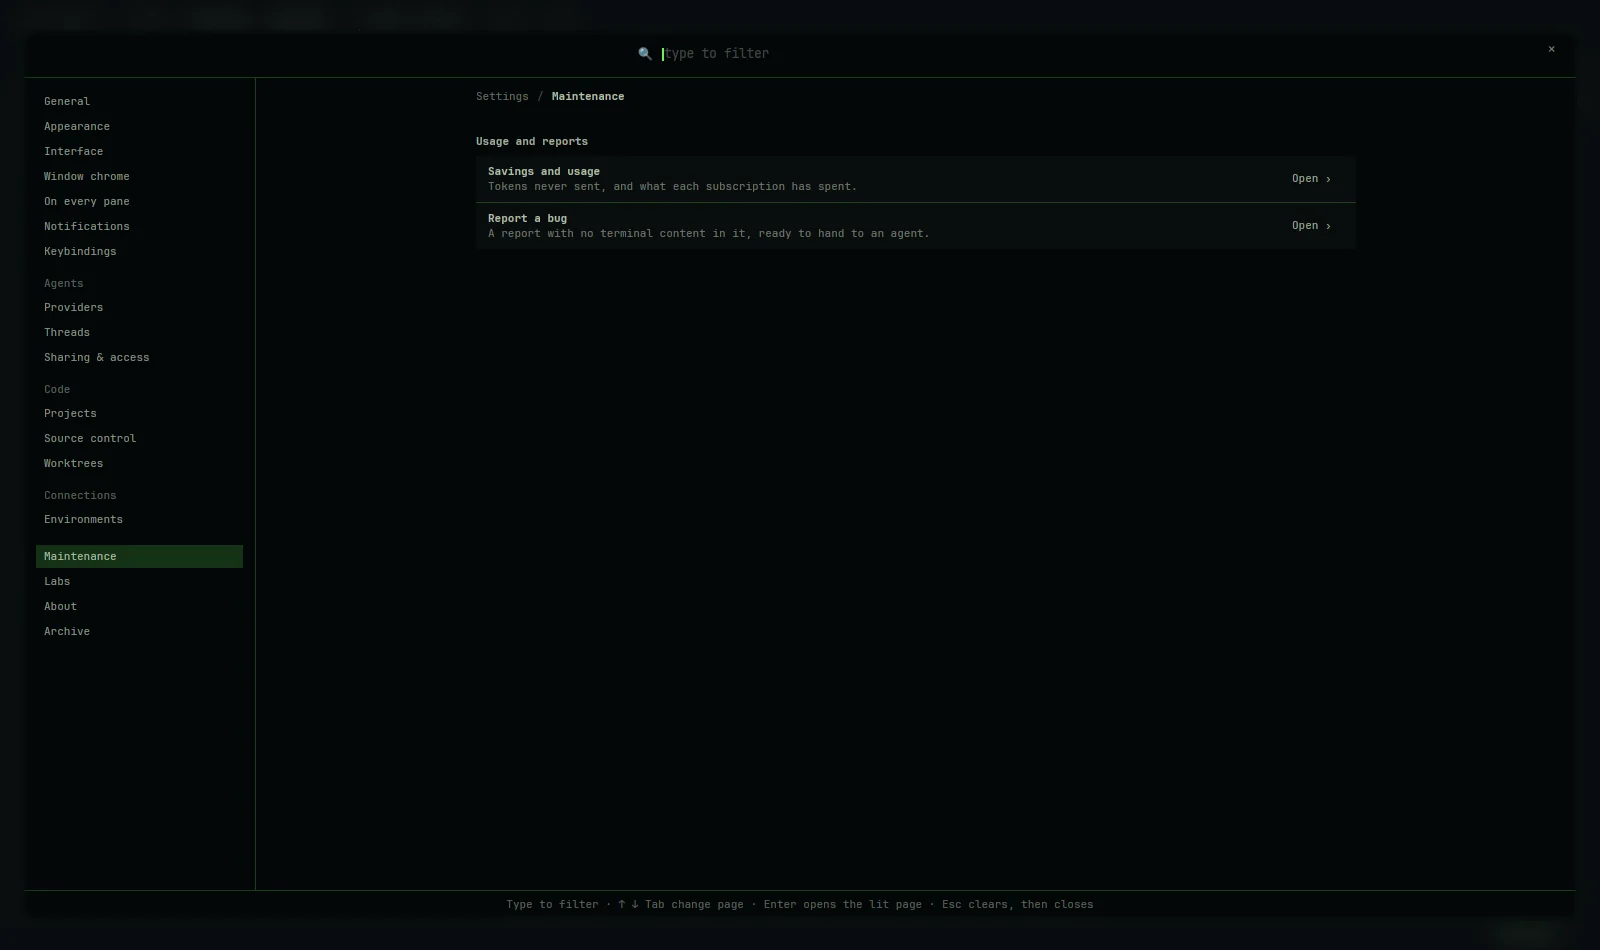 type to filter
×
General
Appearance
Interface
Window chrome
On every pane
Notifications
Keybindings
Agents
Providers
Threads
Sharing & access
Code
Projects
Source control
Worktrees
Connections
Environments
Maintenance
Labs
About
Archive
Settings / Maintenance
Usage and reports
Savings and usage
Tokens never sent, and what each subscription has spent.
Open ›
Report a bug
A report with no terminal content in it, ready to hand to an agent.
Open ›
Type to filter · ↑ ↓ Tab change page · Enter opens the lit page · Esc clears, then closes